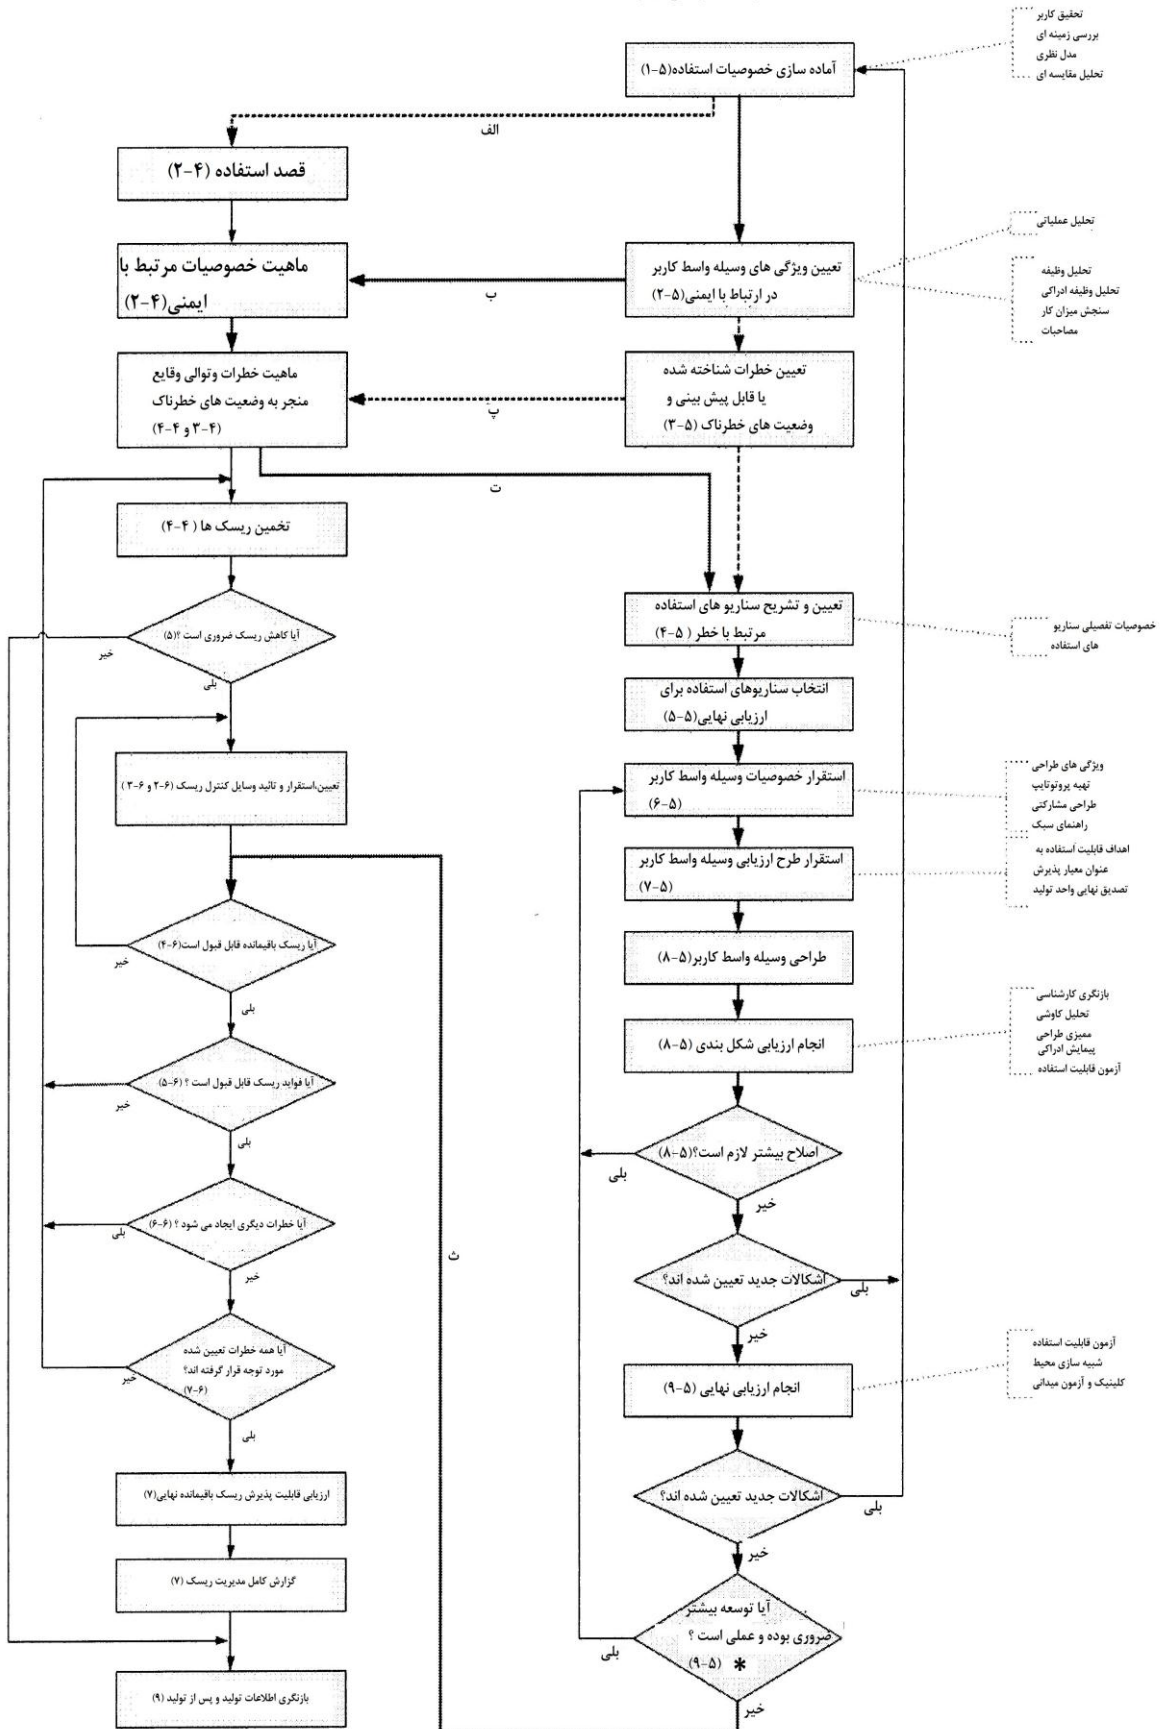 تحقیق کاربر
بررسی زمینه ای
مدل نظری
تحلیل مقایسه ای
آماده سازی خصوصیات استفاده(۵-۱)
الف
قصد استفاده (۴-۲)
تحلیل عملیاتی
تعیین ویژگی های وسیله واسط کاربر
در ارتباط با ایمنی(۵-۲)
ب
ماهیت خصوصیات مرتبط با
ایمنی(۴-۲)
تحلیل وظیفه
تحلیل وظیفه ادراکی
سنجش میزان کار
مصاحبات
تعیین خطرات شناخته شده
یا قابل پیش بینی و
وضعیت های خطرناک (۵-۳)
پ
ماهیت خطرات وتوالی وقایع
منجر به وضعیت های خطرناک
(۴-۳ و ۴-۴)
ت
تخمین ریسک ها (۴-۴)
تعیین و تشریح سناریو های استفاده
مرتبط با خطر (۵-۴)
خصوصیات تفصیلی سناریو
های استفاده
آیا کاهش ریسک ضروری است ؟(۵)
خیر
بلی
انتخاب سناریوهای استفاده برای
ارزیابی نهایی(۵-۵)
تعیین،استقرار و تائید وسایل کنترل ریسک (۶-۲ و ۶-۳)
استقرار خصوصیات وسیله واسط کاربر
(۵-۶)
ویژگی های طراحی
تهیه پروتوتایپ
طراحی مشارکتی
راهنمای سبک
استقرار طرح ارزیابی وسیله واسط کاربر
(۵-۷)
اهداف قابلیت استفاده به
عنوان معیار پذیرش
تصدیق نهایی واحد تولید
آیا ریسک باقیمانده قابل قبول است(۶-۴)
خیر
بلی
طراحی وسیله واسط کاربر(۵-۸)
انجام ارزیابی شکل بندی (۵-۸)
بازنگری کارشناسی
تحلیل کاوشی
ممیزی طراحی
پیمایش ادراکی
آزمون قابلیت استفاده
آیا فواید ریسک قابل قبول است ؟ (۶-۵)
خیر
بلی
اصلاح بیشتر لازم است؟(۵-۸)
بلی
خیر
آیا خطرات دیگری ایجاد می شود ؟ (۶-۶)
بلی
خیر
ث
اشکالات جدید تعیین شده اند؟
بلی
خیر
آیا همه خطرات تعیین شده
مورد توجه قرار گرفته اند؟
(۶-۷)
خیر
بلی
انجام ارزیابی نهایی (۵-۹)
آزمون قابلیت استفاده
شبیه سازی محیط
کلینیک و آزمون میدانی
ارزیابی قابلیت پذیرش ریسک باقیمانده نهایی(۷)
اشکالات جدید تعیین شده اند؟
بلی
خیر
گزارش کامل مدیریت ریسک (۷)
آیا توسعه بیشتر
ضروری بوده و عملی است ؟
(۵-۹) *
بلی
خیر
بازنگری اطلاعات تولید و پس از تولید (۹)